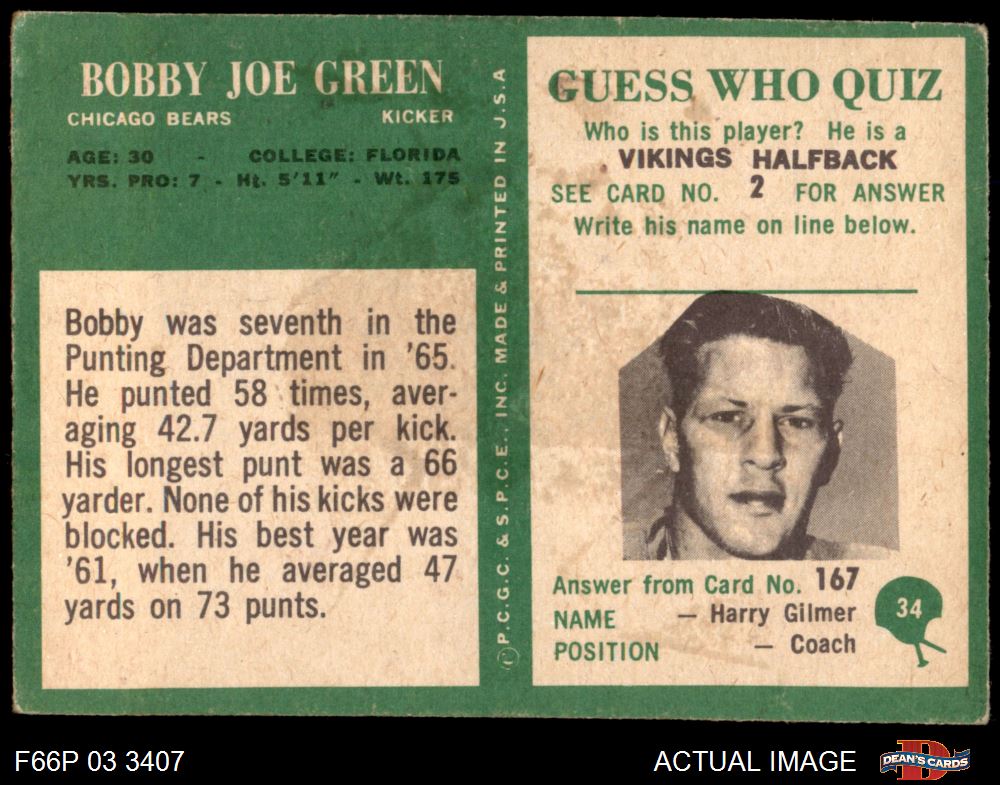 BOBBY JOE GREEN
CHICAGO BEARS KICKER
AGE: 30 - COLLEGE: FLORIDA
YRS. PRO: 7 - Ht. 5'11" - Wt. 175
Bobby was seventh in the
Punting Department in '65.
He punted 58 times, aver-
aging 42.7 yards per kick.
His longest punt was a 66
yarder. None of his kicks were
blocked. His best year was
'61, when he averaged 47
yards on 73 punts.
©P.C.G.C. & S.P.C.E., INC. MADE & PRINTED IN U.S.A
GUESS WHO QUIZ
Who is this player? He is a
VIKINGS HALFBACK
SEE CARD NO. 2 FOR ANSWER
Write his name on line below.
Answer from Card No. 167
NAME — Harry Gilmer
POSITION — Coach
34
F66P 03 3407
ACTUAL IMAGE
D
DEAN'S CARDS